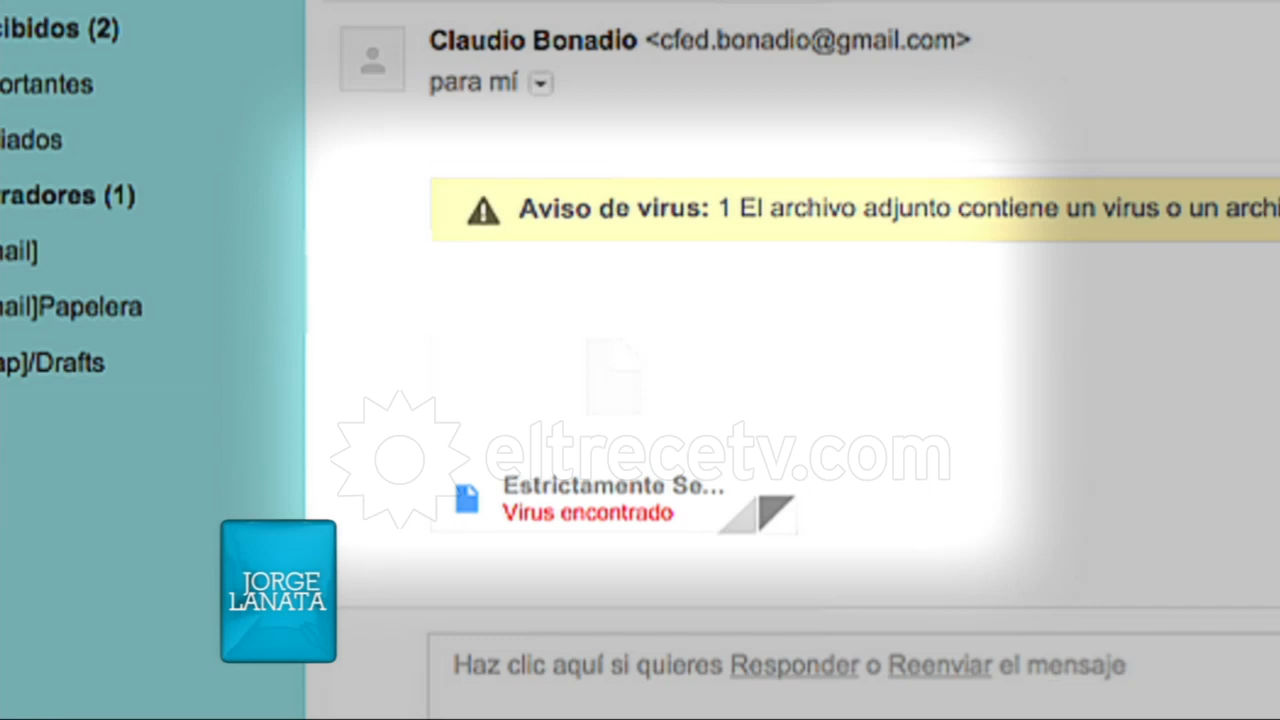 cibidos (2)
ortantes
iados
radores (1)
ail]
ail]Papelera
ap]/Drafts
Claudio Bonadio <cfed.bonadio@gmail.com>
para mí
Aviso de virus: 1 El archivo adjunto contiene un virus o un archi
eltrecetv.com
Estrictamente Se...
Virus encontrado
JORGE
LANATA
Haz clic aquí si quieres Responder o Reenviar el mensaje